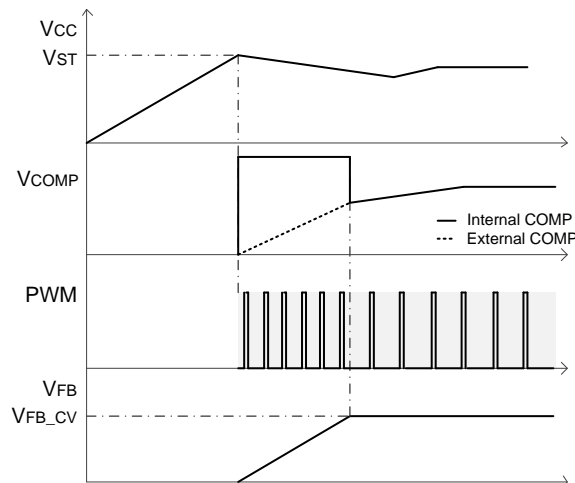 VCC
VST
VCOMP
Internal COMP
External COMP
PWM
VFB
VFB_CV